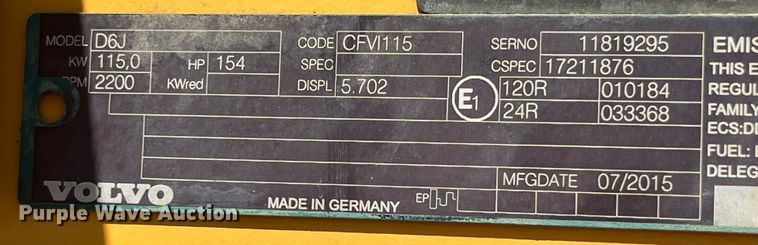 MODEL D6J CODE CFVI115 SERNO 11819295 EMIS
KW 115,0 HP 154 SPEC CSPEC 17211876 THIS E
RPM 2200 KWred DISPL 5.702 E1 120R 010184 REGUL
24R 033368 FAMILY
ECS:DD
FUEL: D
DELEG
MFGDATE 07/2015
VOLVO
MADE IN GERMANY EP
Purple Wave Auction